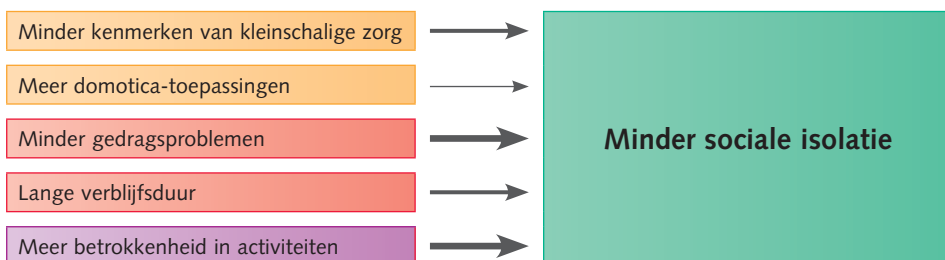 Minder kenmerken van kleinschalige zorg
Meer domotica-toepassingen
Minder gedragsproblemen
Lange verblijfsduur
Meer betrokkenheid in activiteiten
Minder sociale isolatie